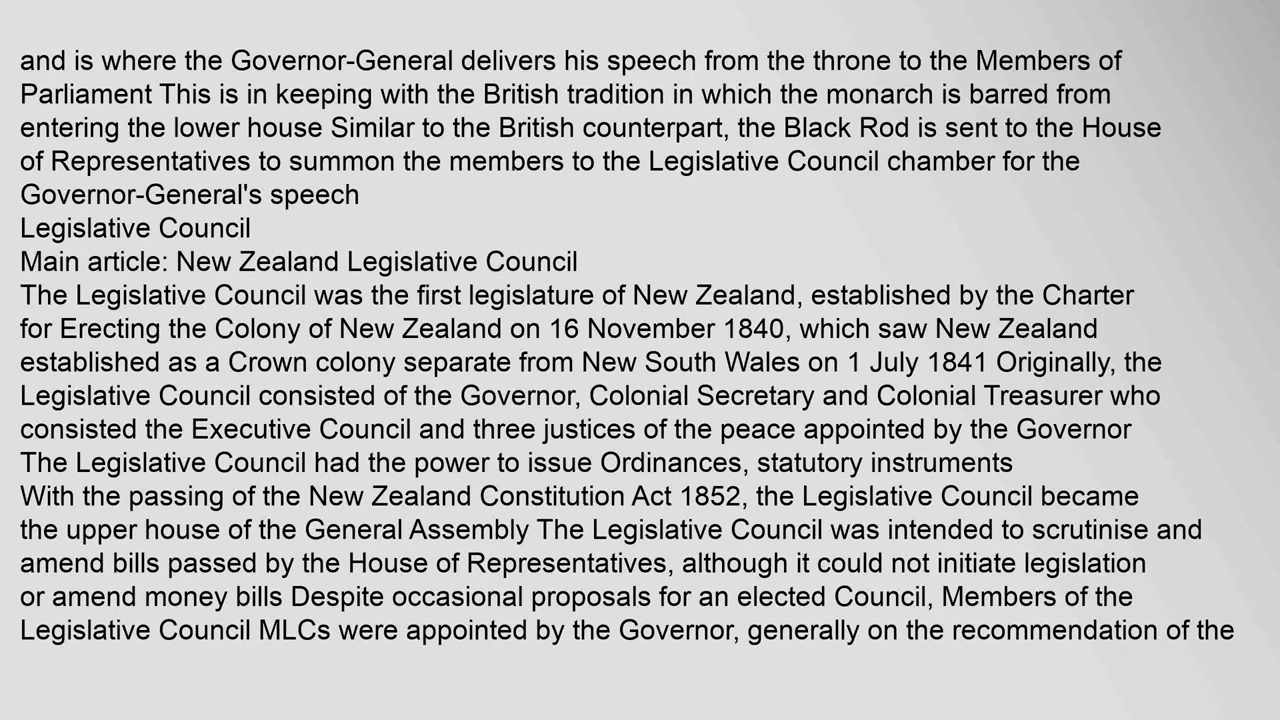 and is where the Governor-General delivers his speech from the throne to the Members of
Parliament This is in keeping with the British tradition in which the monarch is barred from
entering the lower house Similar to the British counterpart, the Black Rod is sent to the House
of Representatives to summon the members to the Legislative Council chamber for the
Governor-General's speech
Legislative Council
Main article: New Zealand Legislative Council
The Legislative Council was the first legislature of New Zealand, established by the Charter
for Erecting the Colony of New Zealand on 16 November 1840, which saw New Zealand
established as a Crown colony separate from New South Wales on 1 July 1841 Originally, the
Legislative Council consisted of the Governor, Colonial Secretary and Colonial Treasurer who
consisted the Executive Council and three justices of the peace appointed by the Governor
The Legislative Council had the power to issue Ordinances, statutory instruments
With the passing of the New Zealand Constitution Act 1852, the Legislative Council became
the upper house of the General Assembly The Legislative Council was intended to scrutinise and
amend bills passed by the House of Representatives, although it could not initiate legislation
or amend money bills Despite occasional proposals for an elected Council, Members of the
Legislative Council MLCs were appointed by the Governor, generally on the recommendation of the